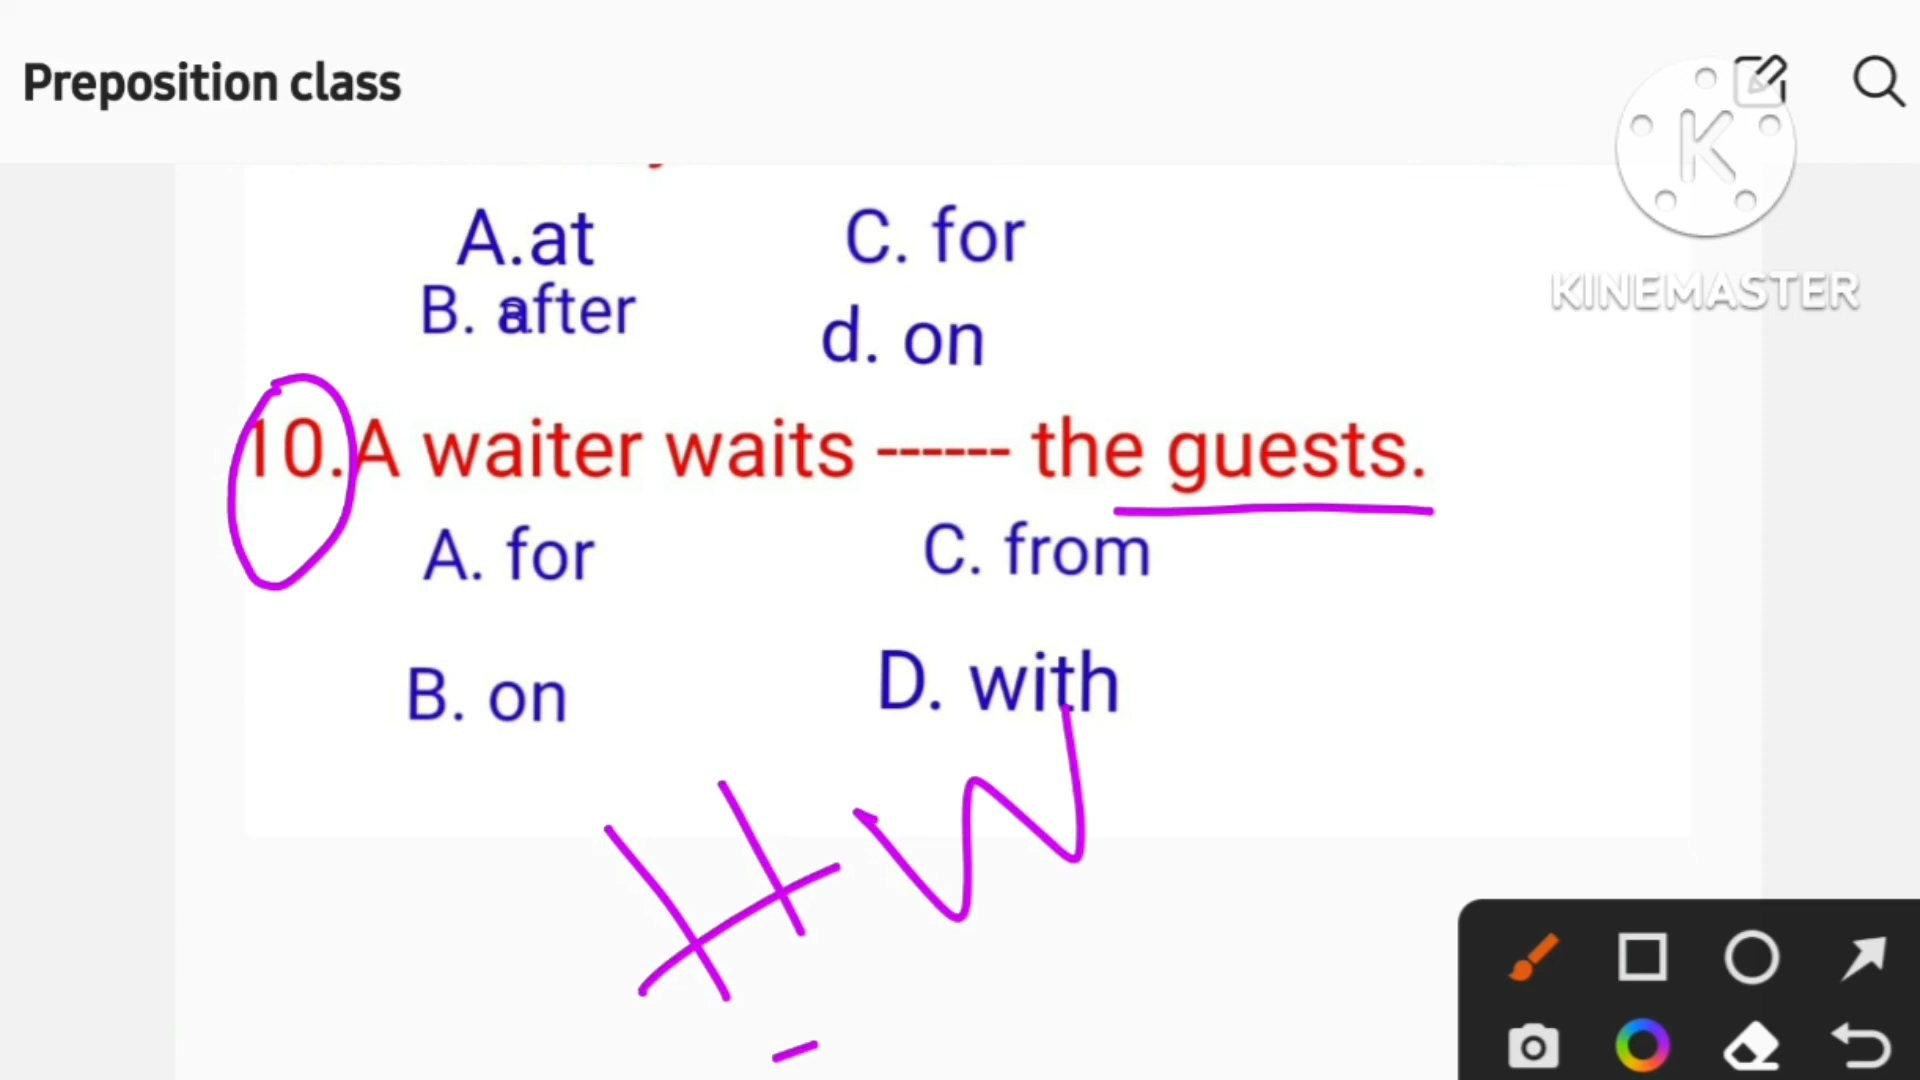 Preposition class
K
KINEMASTER
A.at C. for
B. after d. on
10.A waiter waits ------ the guests.
A. for C. from
B. on D. with
HW